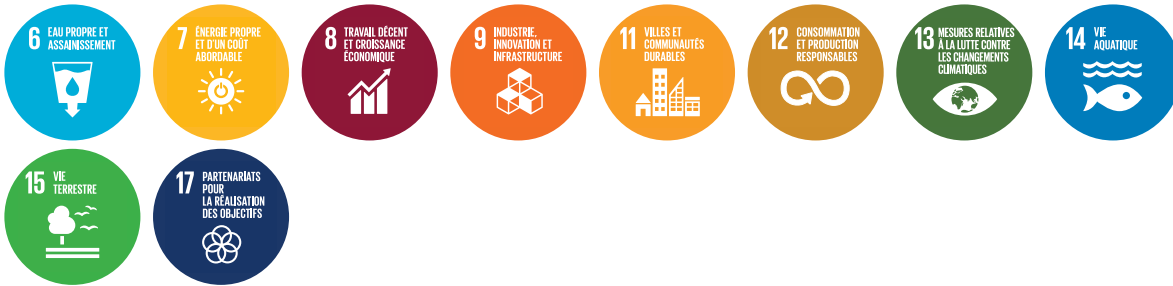 6 EAU PROPRE ET
ASSAINISSEMENT
7 ÉNERGIE PROPRE
ET D'UN COÛT
ABORDABLE
8 TRAVAIL DÉCENT
ET CROISSANCE
ÉCONOMIQUE
9 INDUSTRIE,
INNOVATION ET
INFRASTRUCTURE
11 VILLES ET
COMMUNAUTÉS
DURABLES
12 CONSOMMATION
ET PRODUCTION
RESPONSABLES
13 MESURES RELATIVES
À LA LUTTE CONTRE
LES CHANGEMENTS
CLIMATIQUES
14 VIE
AQUATIQUE
15 VIE
TERRESTRE
17 PARTENARIATS
POUR
LA RÉALISATION
DES OBJECTIFS